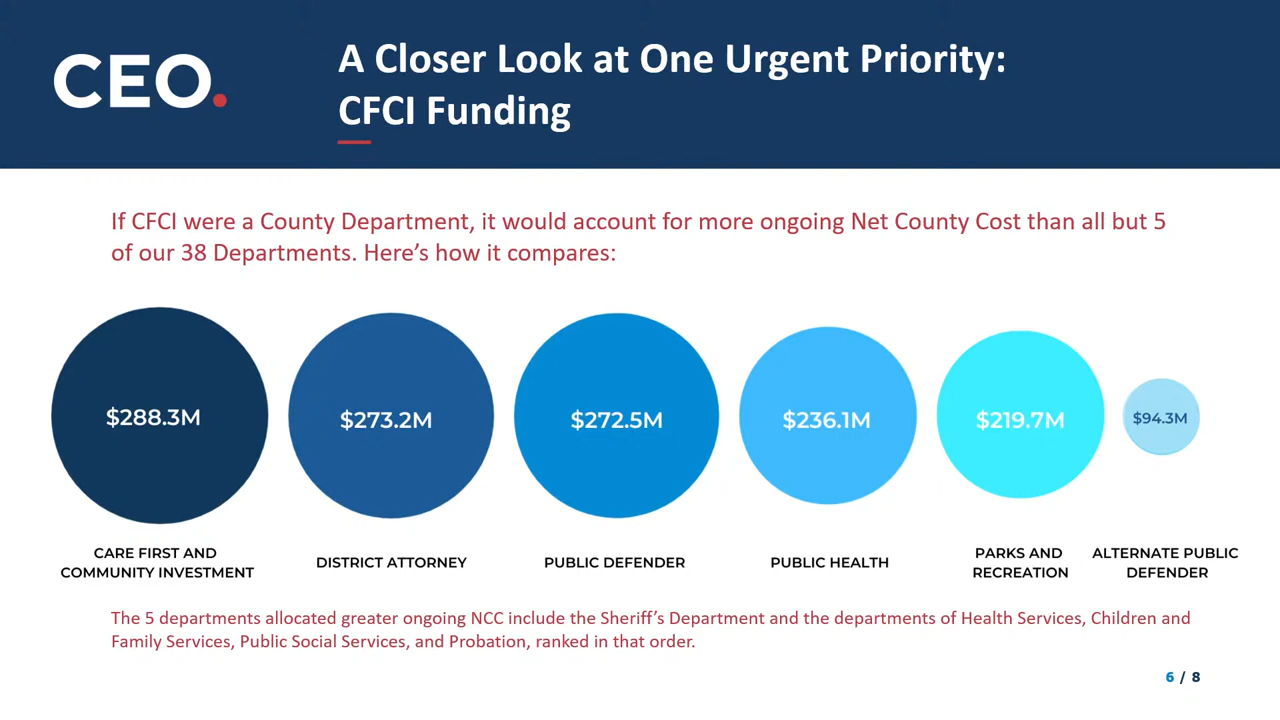 CEO.
A Closer Look at One Urgent Priority:
CFCI Funding
If CFCI were a County Department, it would account for more ongoing Net County Cost than all but 5
of our 38 Departments. Here’s how it compares:
$288.3M
$273.2M
$272.5M
$236.1M
$219.7M
$94.3M
CARE FIRST AND
COMMUNITY INVESTMENT
DISTRICT ATTORNEY
PUBLIC DEFENDER
PUBLIC HEALTH
PARKS AND
RECREATION
ALTERNATE PUBLIC
DEFENDER
The 5 departments allocated greater ongoing NCC include the Sheriff’s Department and the departments of Health Services, Children and
Family Services, Public Social Services, and Probation, ranked in that order.
6 / 8